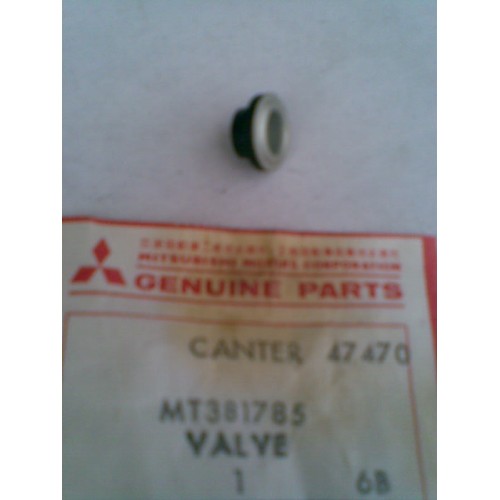 MITSUBISHI MOTORS CORPORATION
GENUINE PARTS
CANTER 47470
MT381785
VALVE
1 6B